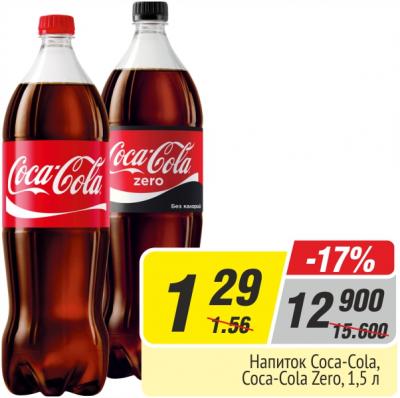 Coca-Cola
Coca-Cola
zero
Без калорий
-17%
1 29
1.56
12 900
15.600
Напиток Coca-Cola,
Coca-Cola Zero, 1,5 л